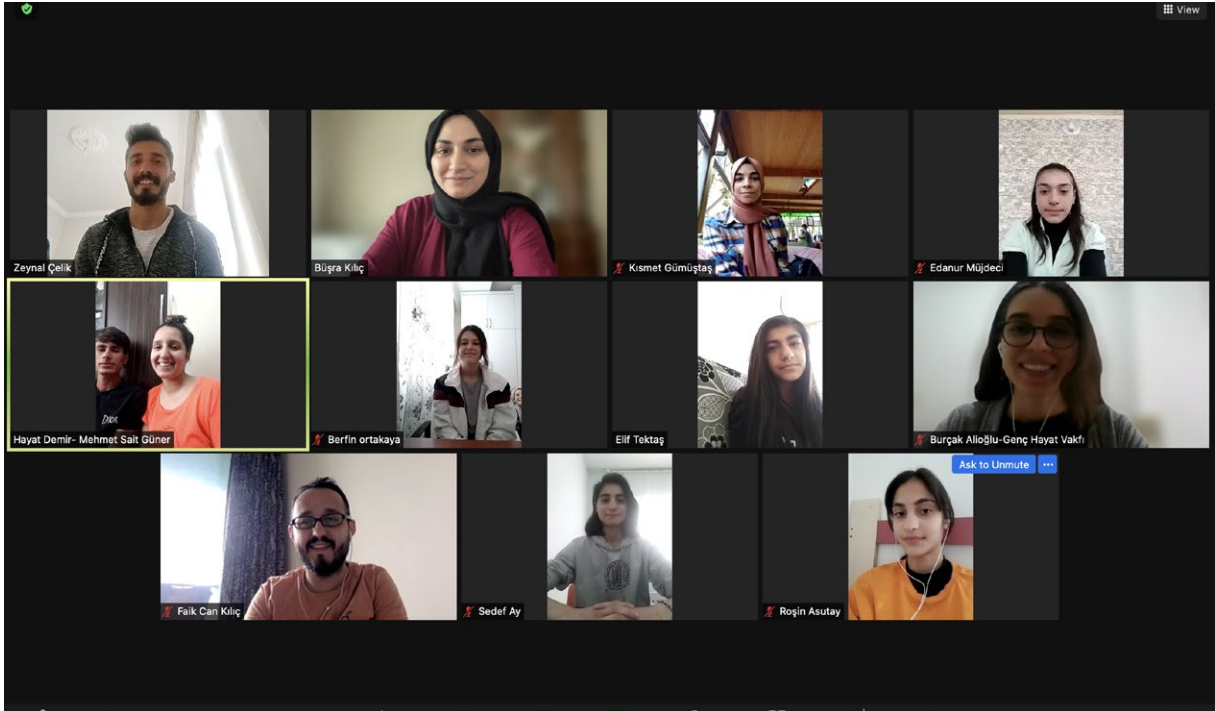 View
Zeynal Çelik
Büşra Kılıç
Kısmet Gümüştaş
Edanur Müjdeci
Hayat Demir- Mehmet Sait Güner
Berfin ortakaya
Elif Tektaş
Burçak Alioğlu-Genç Hayat Vakfı
Ask to Unmute
Faik Can Kılıç
Sedef Ay
Roşin Asutay